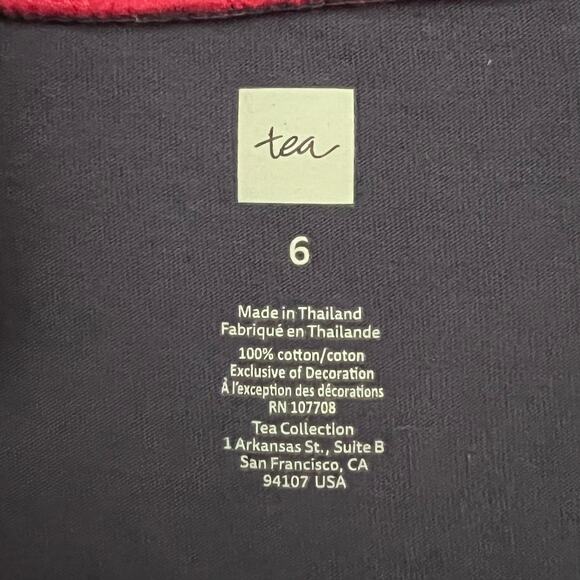 tea
6
Made in Thailand
Fabriqué en Thailande
100% cotton/coton
Exclusive of Decoration
À l'exception des décorations
RN 107708
Tea Collection
1 Arkansas St., Suite B
San Francisco, CA
94107 USA